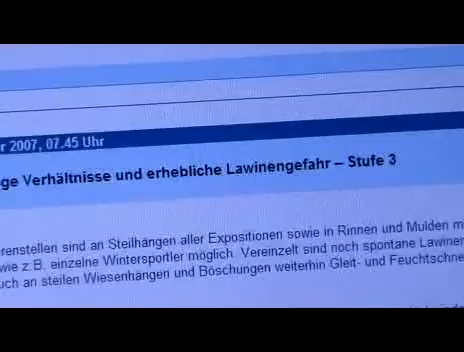 r 2007, 07.45 Uhr
ge Verhältnisse und erhebliche Lawinengefahr – Stufe 3
renstellen sind an Steilhängen aller Expositionen sowie in Rinnen und Mulden m
wie z.B. einzelne Wintersportler möglich. Vereinzelt sind noch spontane Lawinen
uch an steilen Wiesenhängen und Böschungen weiterhin Gleit- und Feuchtschne